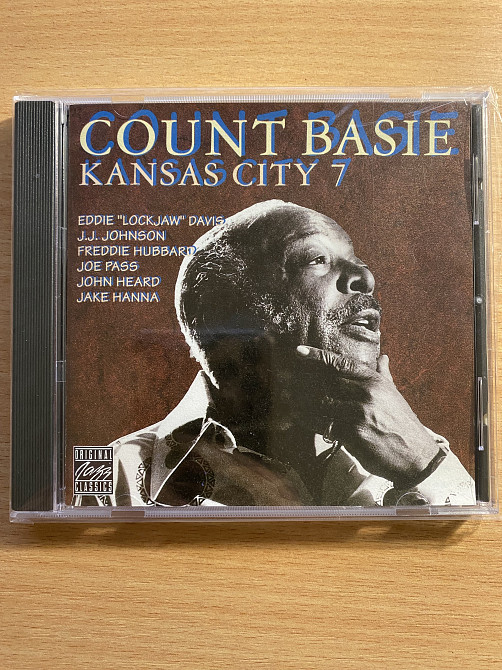 COUNT BASIE
KANSAS CITY 7
EDDIE "LOCKJAW" DAVIS
J.J. JOHNSON
FREDDIE HUBBARD
JOE PASS
JOHN HEARD
JAKE HANNA
ORIGINAL
Jazz
CLASSICS